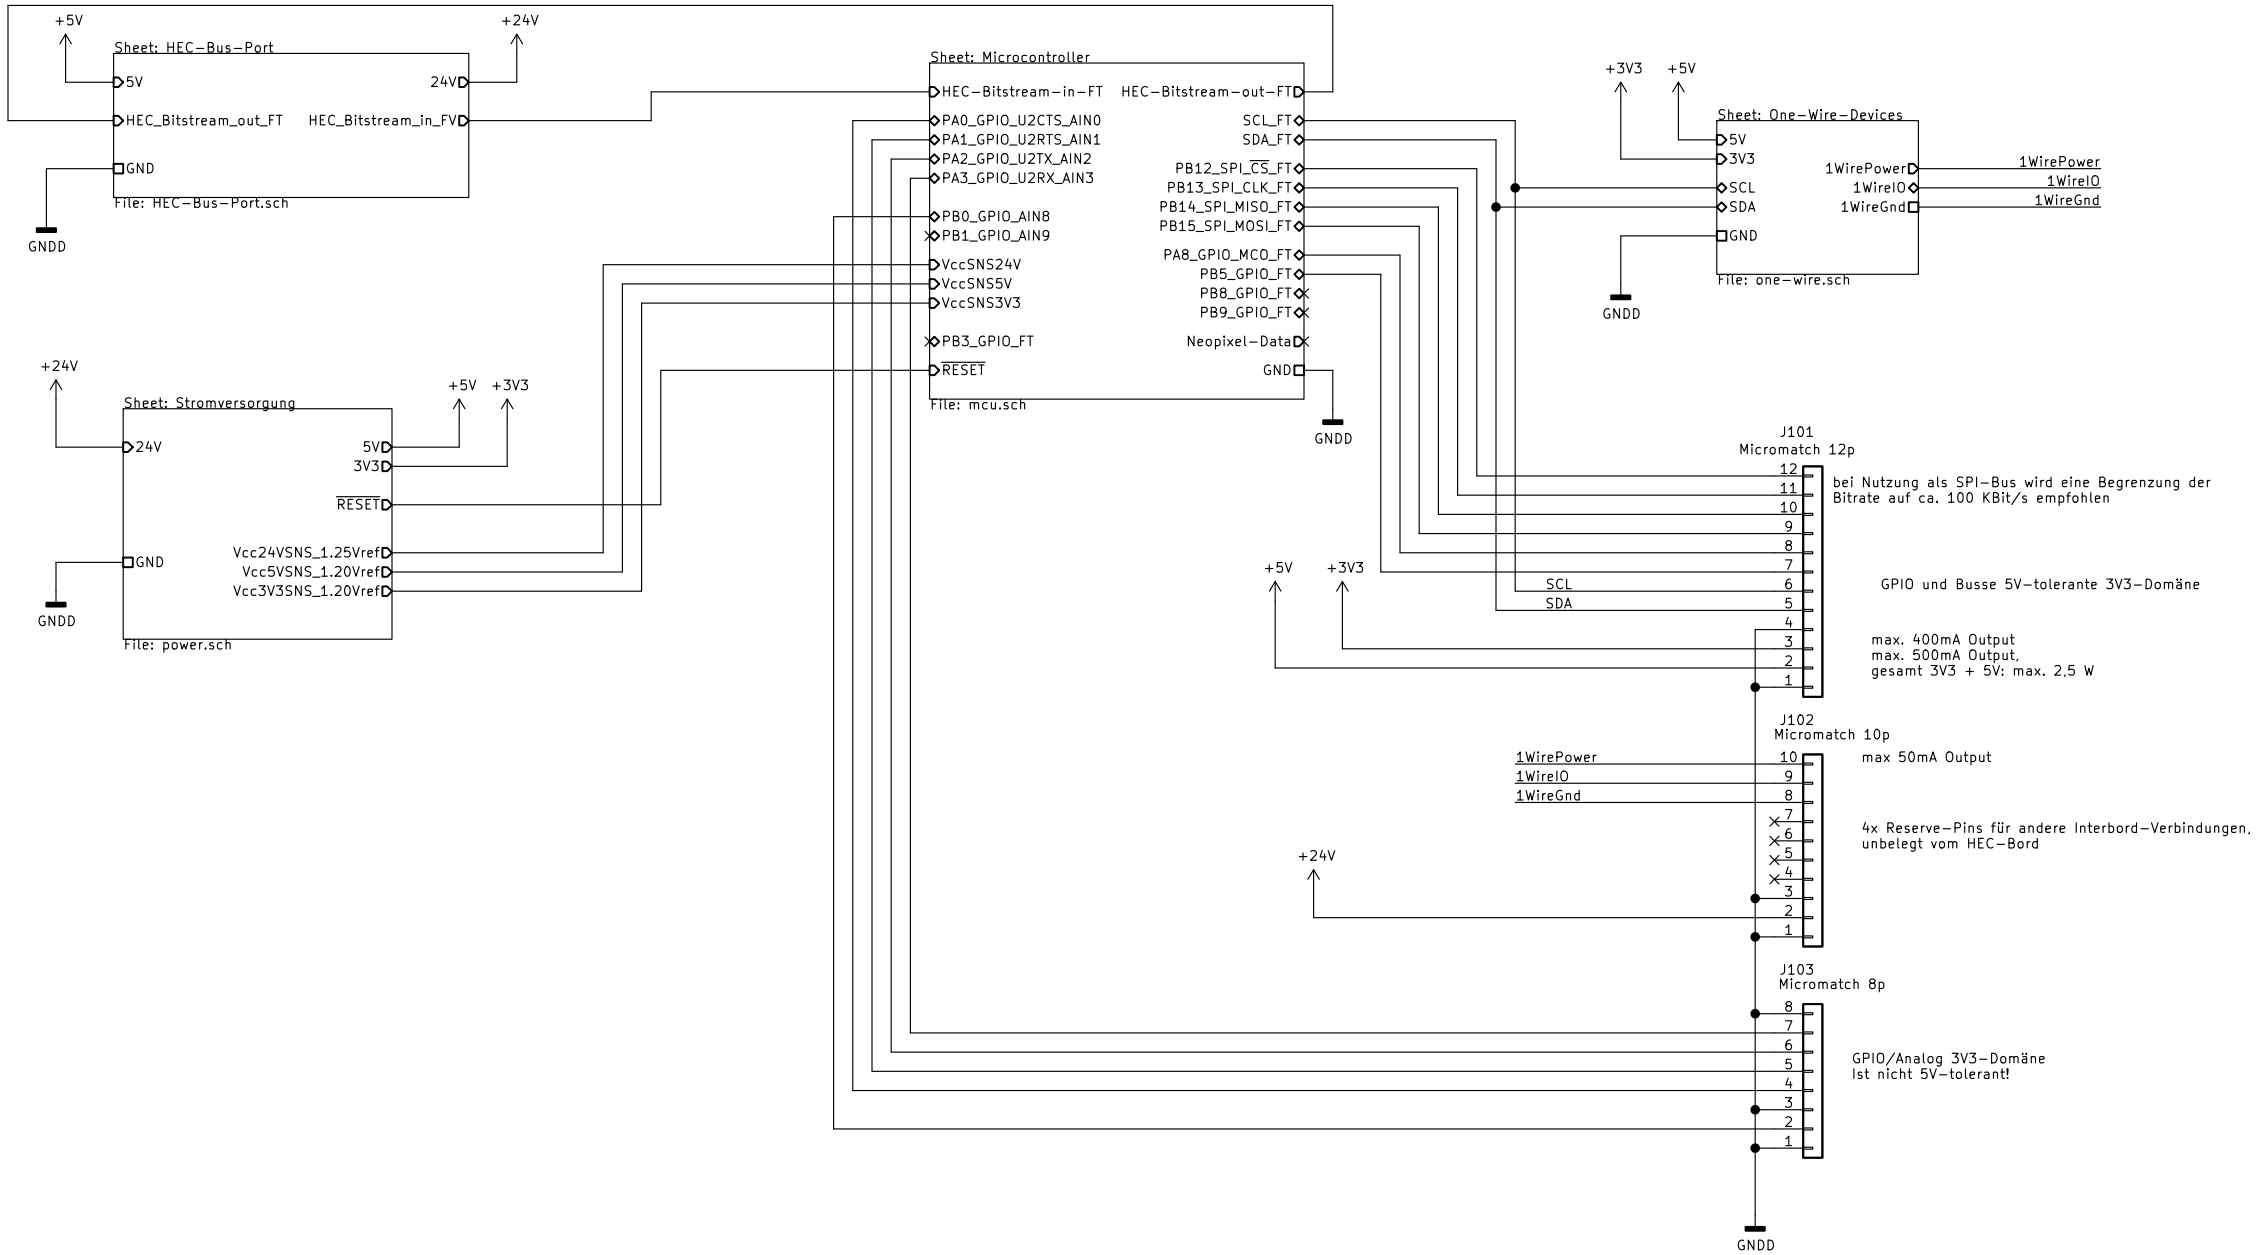 +5V
+24V
Sheet: HEC-Bus-Port
5V
24V
HEC_Bitstream_out_FT
HEC_Bitstream_in_FV
GND
File: HEC-Bus-Port.sch
GNDD
+24V
+5V
+3V3
Sheet: Stromversorgung
24V
5V
3V3
RESET
GND
Vcc24VSNS_1.25Vref
Vcc5VSNS_1.20Vref
Vcc3V3SNS_1.20Vref
GNDD
File: power.sch
Sheet: Microcontroller
HEC-Bitstream-in-FT
HEC-Bitstream-out-FT
PA0_GPIO_U2CTS_AIN0
PA1_GPIO_U2RTS_AIN1
PA2_GPIO_U2TX_AIN2
PA3_GPIO_U2RX_AIN3
PB0_GPIO_AIN8
PB1_GPIO_AIN9
VccSNS24V
VccSNS5V
VccSNS3V3
PB3_GPIO_FT
RESET
SCL_FT
SDA_FT
PB12_SPI_CS_FT
PB13_SPI_CLK_FT
PB14_SPI_MISO_FT
PB15_SPI_MOSI_FT
PA8_GPIO_MCO_FT
PB5_GPIO_FT
PB8_GPIO_FT
PB9_GPIO_FT
Neopixel-Data
GND
File: mcu.sch
GNDD
+3V3
+5V
Sheet: One-Wire-Devices
5V
3V3
SCL
SDA
GND
1WirePower
1WireIO
1WireGnd
1WirePower
1WireIO
1WireGnd
File: one-wire.sch
GNDD
J101
Micromatch 12p
12
11
10
9
8
7
6
5
4
3
2
1
bei Nutzung als SPI-Bus wird eine Begrenzung der
Bitrate auf ca. 100 KBit/s empfohlen
+5V
+3V3
SCL
SDA
GPIO und Busse 5V-tolerante 3V3-Domäne
max. 400mA Output
max. 500mA Output,
gesamt 3V3 + 5V: max. 2,5 W
J102
Micromatch 10p
1WirePower
1WireIO
1WireGnd
10
9
8
7
6
5
4
3
2
1
max 50mA Output
4x Reserve-Pins für andere Interbord-Verbindungen,
unbelegt vom HEC-Bord
+24V
J103
Micromatch 8p
8
7
6
5
4
3
2
1
GPIO/Analog 3V3-Domäne
Ist nicht 5V-tolerant!
GNDD